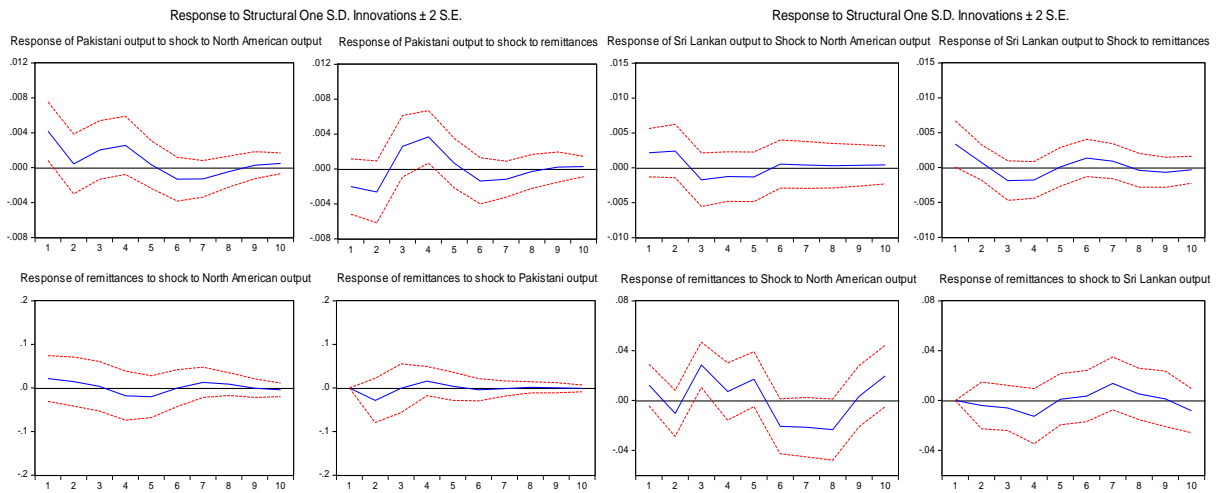 Response to Structural One S.D. Innovations ± 2 S.E.
Response to Structural One S.D. Innovations ± 2 S.E.
Response of Pakistani output to shock to North American output
.012
.008
.004
.000
-.004
-.008
1 2 3 4 5 6 7 8 9 10
Response of Pakistani output to shock to remittances
.012
.008
.004
.000
-.004
-.008
1 2 3 4 5 6 7 8 9 10
Response of Sri Lankan output to Shock to North American output
.015
.010
.005
.000
-.005
-.010
1 2 3 4 5 6 7 8 9 10
Response of Sri Lankan output to Shock to remittances
.015
.010
.005
.000
-.005
-.010
1 2 3 4 5 6 7 8 9 10
Response of remittances to shock to North American output
.2
.1
.0
-.1
-.2
1 2 3 4 5 6 7 8 9 10
Response of remittances to shock to Pakistani output
.2
.1
.0
-.1
-.2
1 2 3 4 5 6 7 8 9 10
Response of remittances to Shock to North American output
.08
.04
.00
-.04
1 2 3 4 5 6 7 8 9 10
Response of remittances to shock to Sri Lankan output
.08
.04
.00
-.04
1 2 3 4 5 6 7 8 9 10